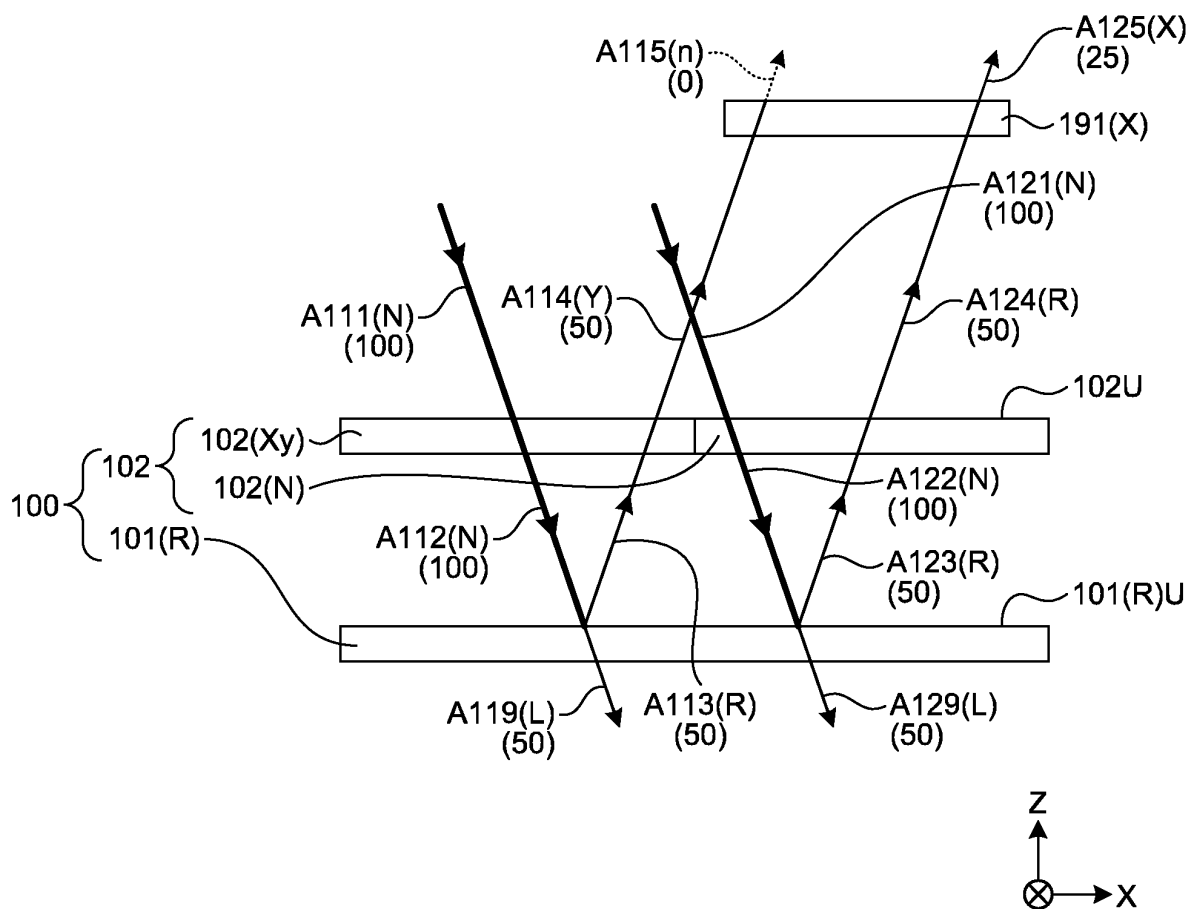 A125(X)
(25)
A115(n)
(0)
191(X)
A121(N)
(100)
A114(Y)
(50)
A124(R)
(50)
A111(N)
(100)
102U
102(Xy)
102
102(N)
100
101(R)
A122(N)
(100)
A112(N)
(100)
A123(R)
(50)
101(R)U
A119(L)
(50)
A113(R)
(50)
A129(L)
(50)
Z
X